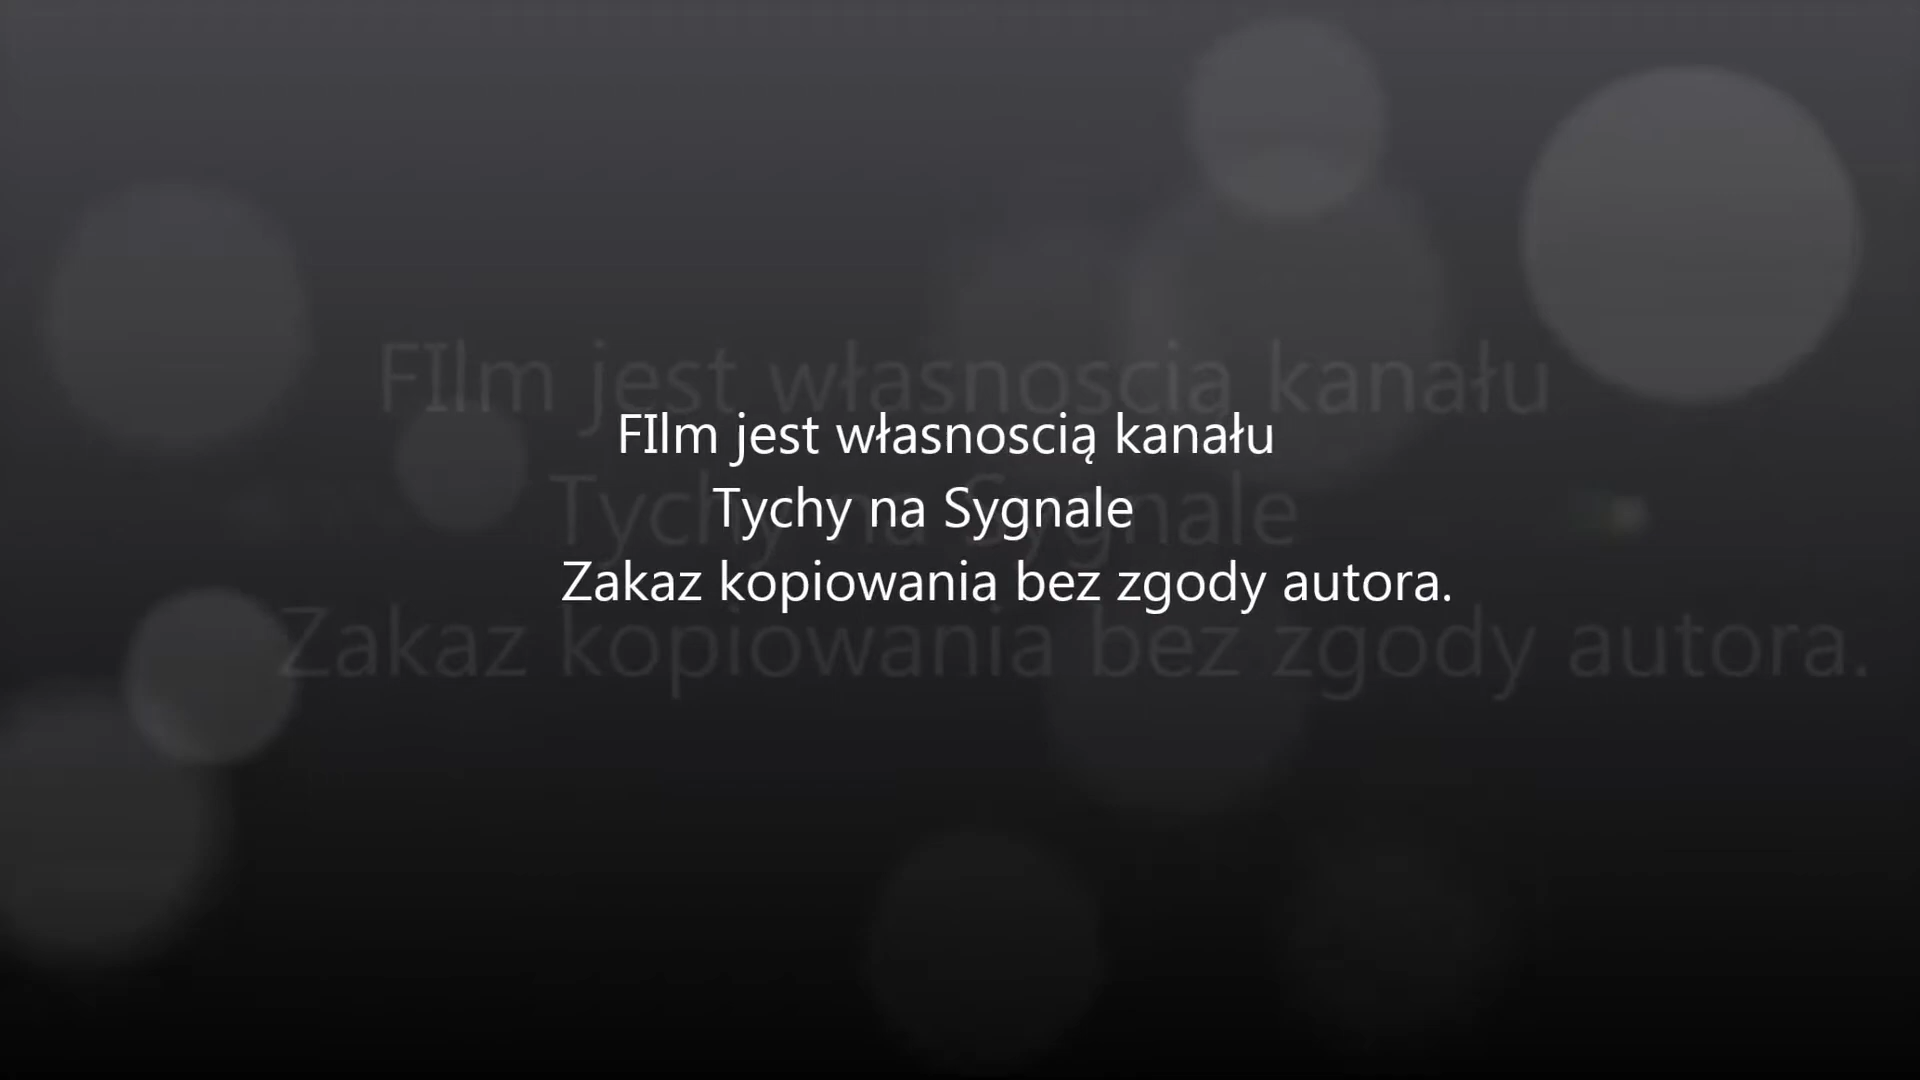 FIlm jest własnoscią kanału
Tychy na Sygnale
Zakaz kopiowania bez zgody autora.